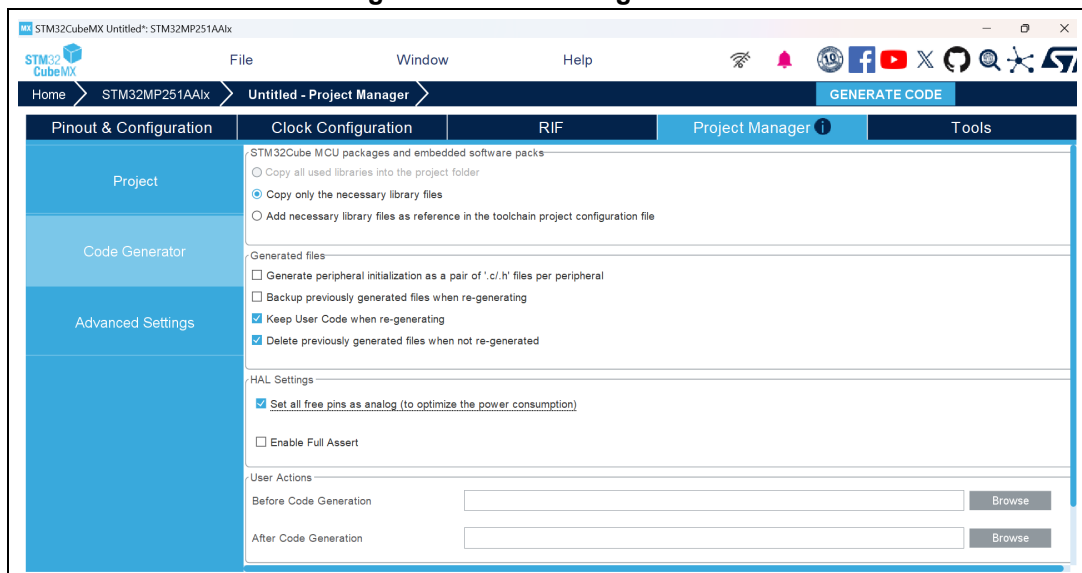 MX STM32CubeMX Untitled*: STM32MP251AAIx
STM32
CubeMX
File
Window
Help
10
Home
STM32MP251AAIx
Untitled - Project Manager
GENERATE CODE
Pinout & Configuration
Clock Configuration
RIF
Project Manager
Tools
Project
Code Generator
Advanced Settings
STM32Cube MCU packages and embedded software packs
Copy all used libraries into the project folder
Copy only the necessary library files
Add necessary library files as reference in the toolchain project configuration file
Generated files
Generate peripheral initialization as a pair of '.c/.h' files per peripheral
Backup previously generated files when re-generating
Keep User Code when re-generating
Delete previously generated files when not re-generated
HAL Settings
Set all free pins as analog (to optimize the power consumption)
Enable Full Assert
User Actions
Before Code Generation
Browse
After Code Generation
Browse